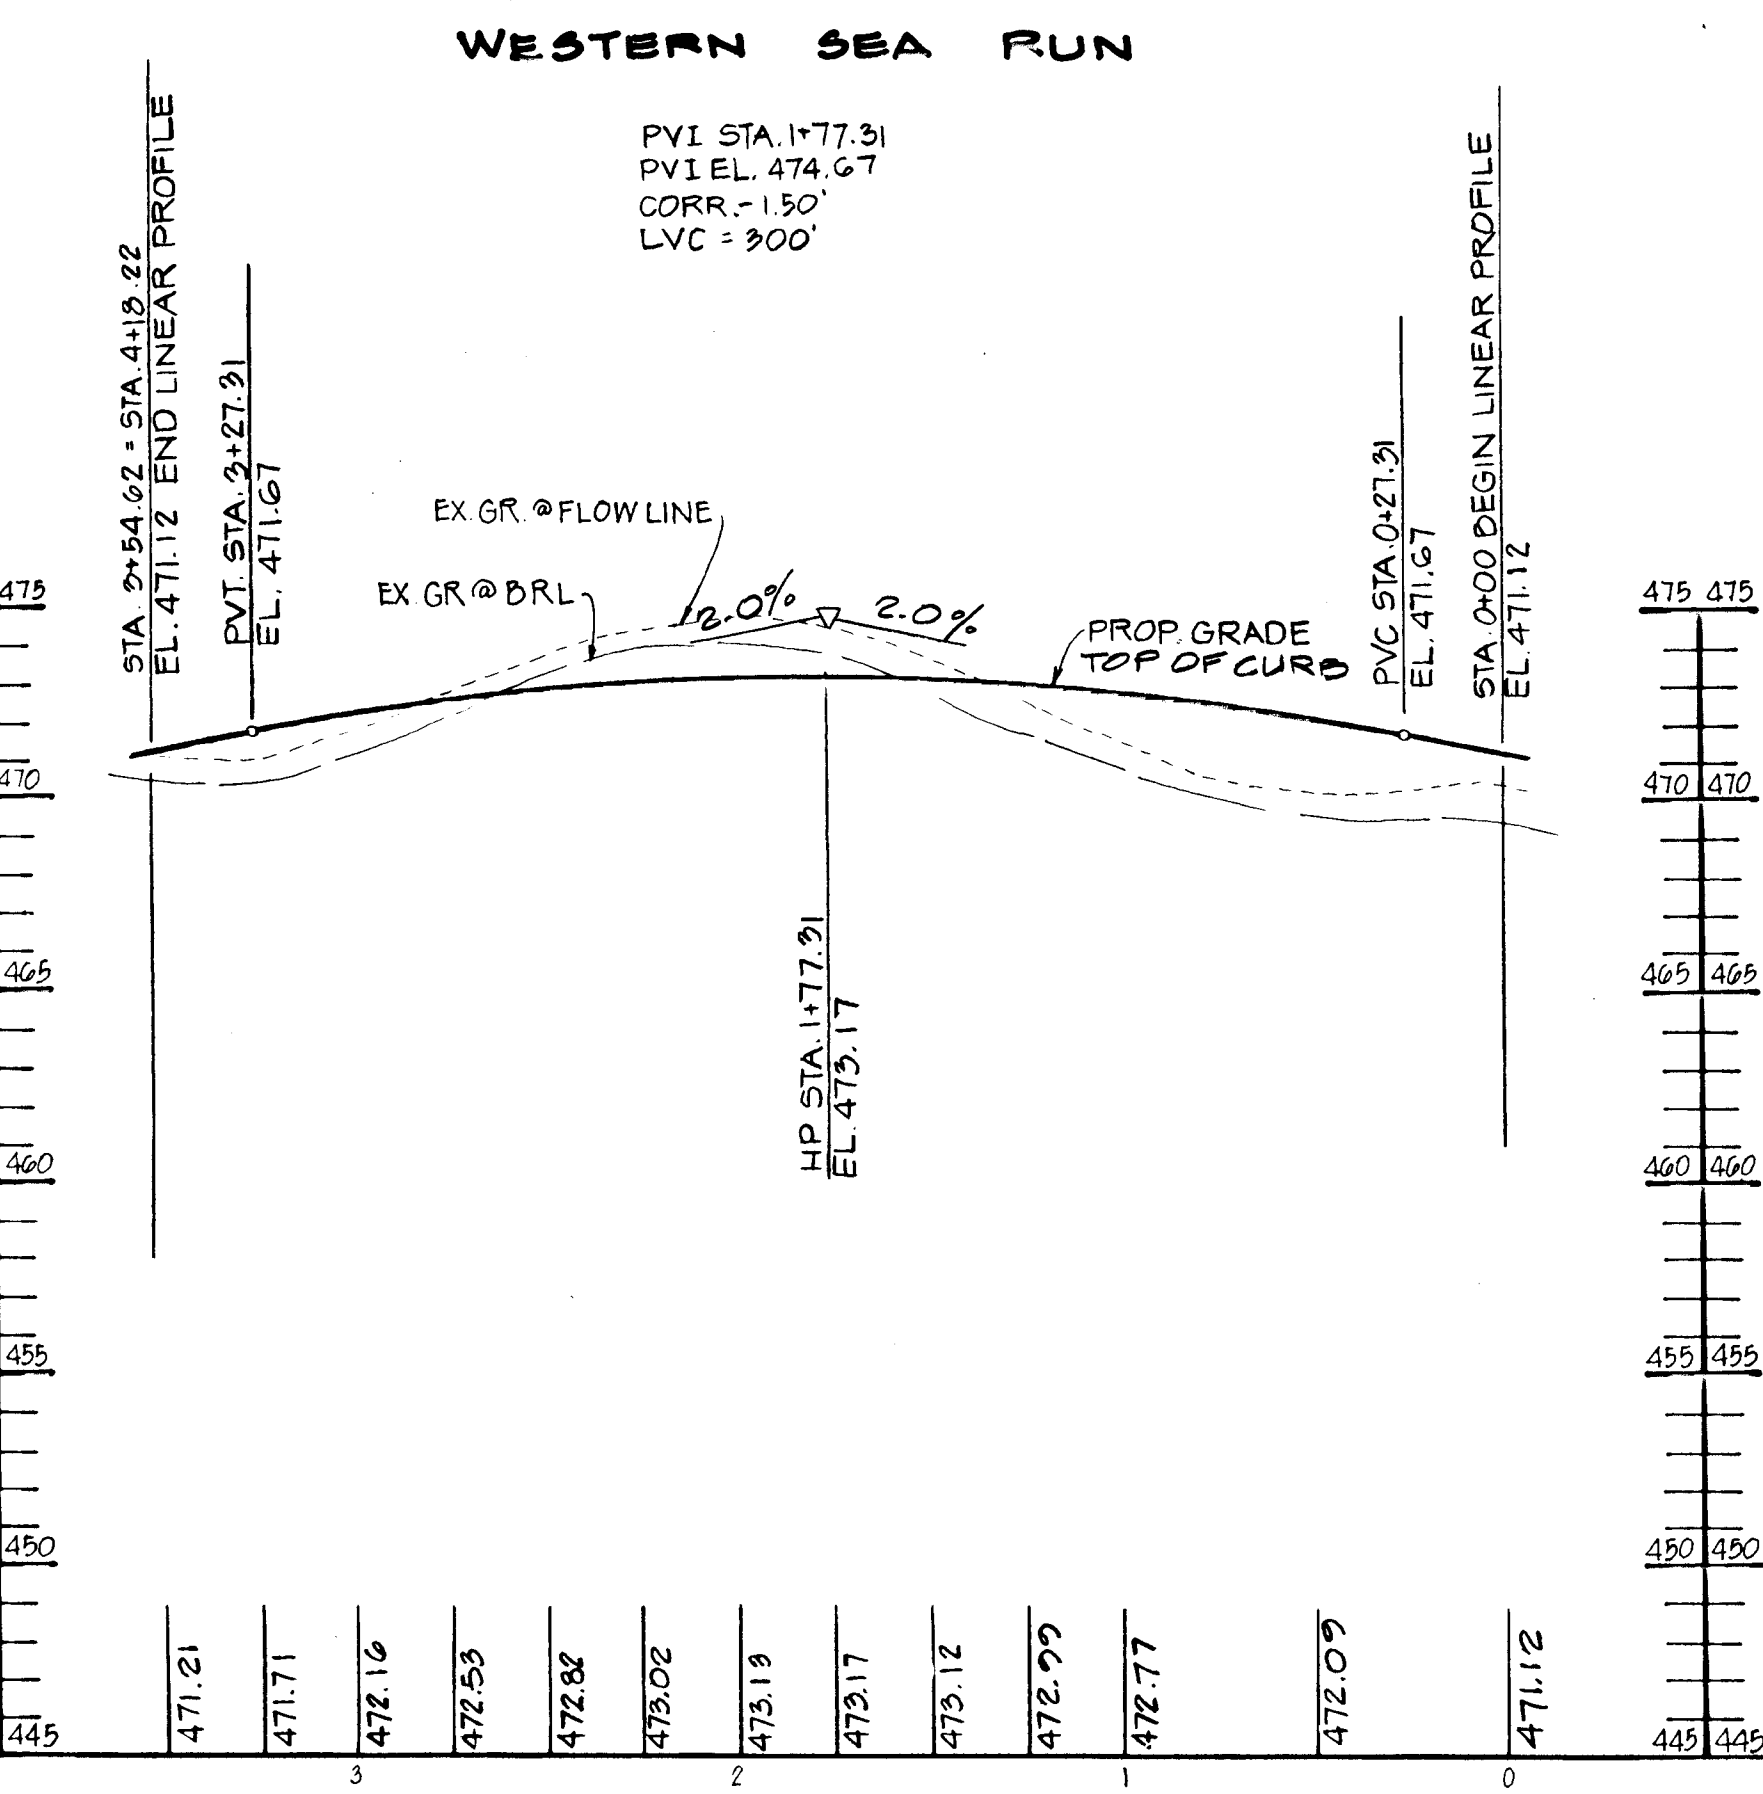 WESTERN SEA RUN
PVI STA. 1+77.31
PVI EL. 474.67
CORR.-1.50'
LVC = 300'
STA. 3+54.62 = STA. 4+18.22
EL. 471.12 END LINEAR PROFILE
PVT. STA. 3+27.31
EL. 471.67
EX. GR. @ FLOW LINE
EX. GR @ BRL
2.0%
2.0%
PROP. GRADE
TOP OF CURB
PVC STA. 0+27.31
EL. 471.67
STA. 0+00 BEGIN LINEAR PROFILE
EL. 471.12
HP STA. 1+77.31
EL. 473.17
475
470
465
460
455
450
445
475 475
470 470
465 465
460 460
455 455
450 450
445 445
471.21
471.71
472.16
472.53
472.82
473.02
473.13
473.17
473.12
472.99
472.77
472.09
471.12
3
2
1
0